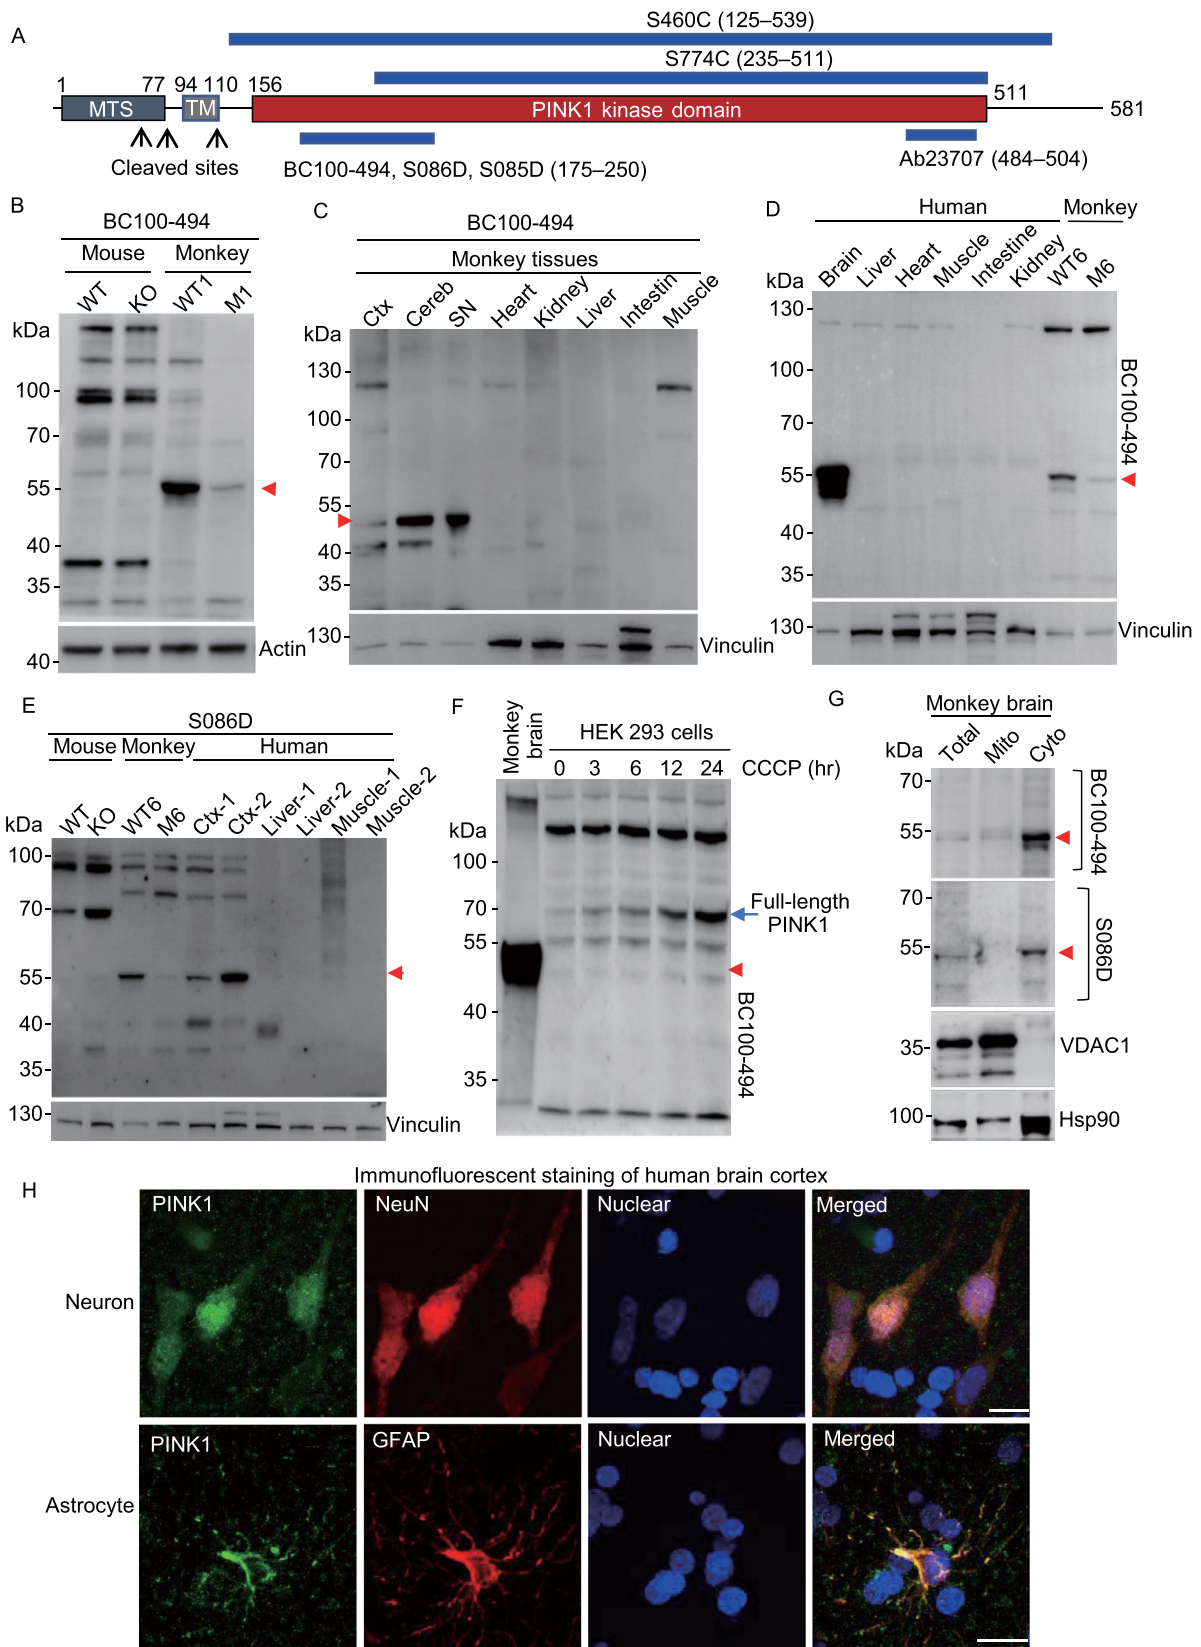 A
S460C (125–539)
S774C (235–511)
1 77 94 110 156 511
MTS TM PINK1 kinase domain 581
Cleaved sites
BC100-494, S086D, S085D (175–250)
Ab23707 (484–504)
B
BC100-494
Mouse Monkey
WT KO WT1 M1
kDa
100
70
55
40
35
40
Actin
C
BC100-494
Monkey tissues
Ctx Cereb SN Heart Kidney Liver Intestin Muscle
kDa
130
100
70
55
40
35
130
Vinculin
D
Human Monkey
Brain Liver Heart Muscle Intestine Kidney WT6 M6
kDa
130
100
70
55
40
35
BC100-494
130
Vinculin
E
S086D
Mouse Monkey Human
WT KO WT6 M6 Ctx-1 Ctx-2 Liver-1 Liver-2 Muscle-1 Muscle-2
kDa
100
70
55
40
35
130
Vinculin
F
Monkey
brain
HEK 293 cells
0 3 6 12 24 CCCP (hr)
kDa
100
70
55
40
35
Full-length
PINK1
BC100-494
G
Monkey brain
Total Mito Cyto
kDa
70
55
BC100-494
70
55
S086D
35
VDAC1
100
Hsp90
H
Immunofluorescent staining of human brain cortex
PINK1 NeuN Nuclear Merged
Neuron
PINK1 GFAP Nuclear Merged
Astrocyte